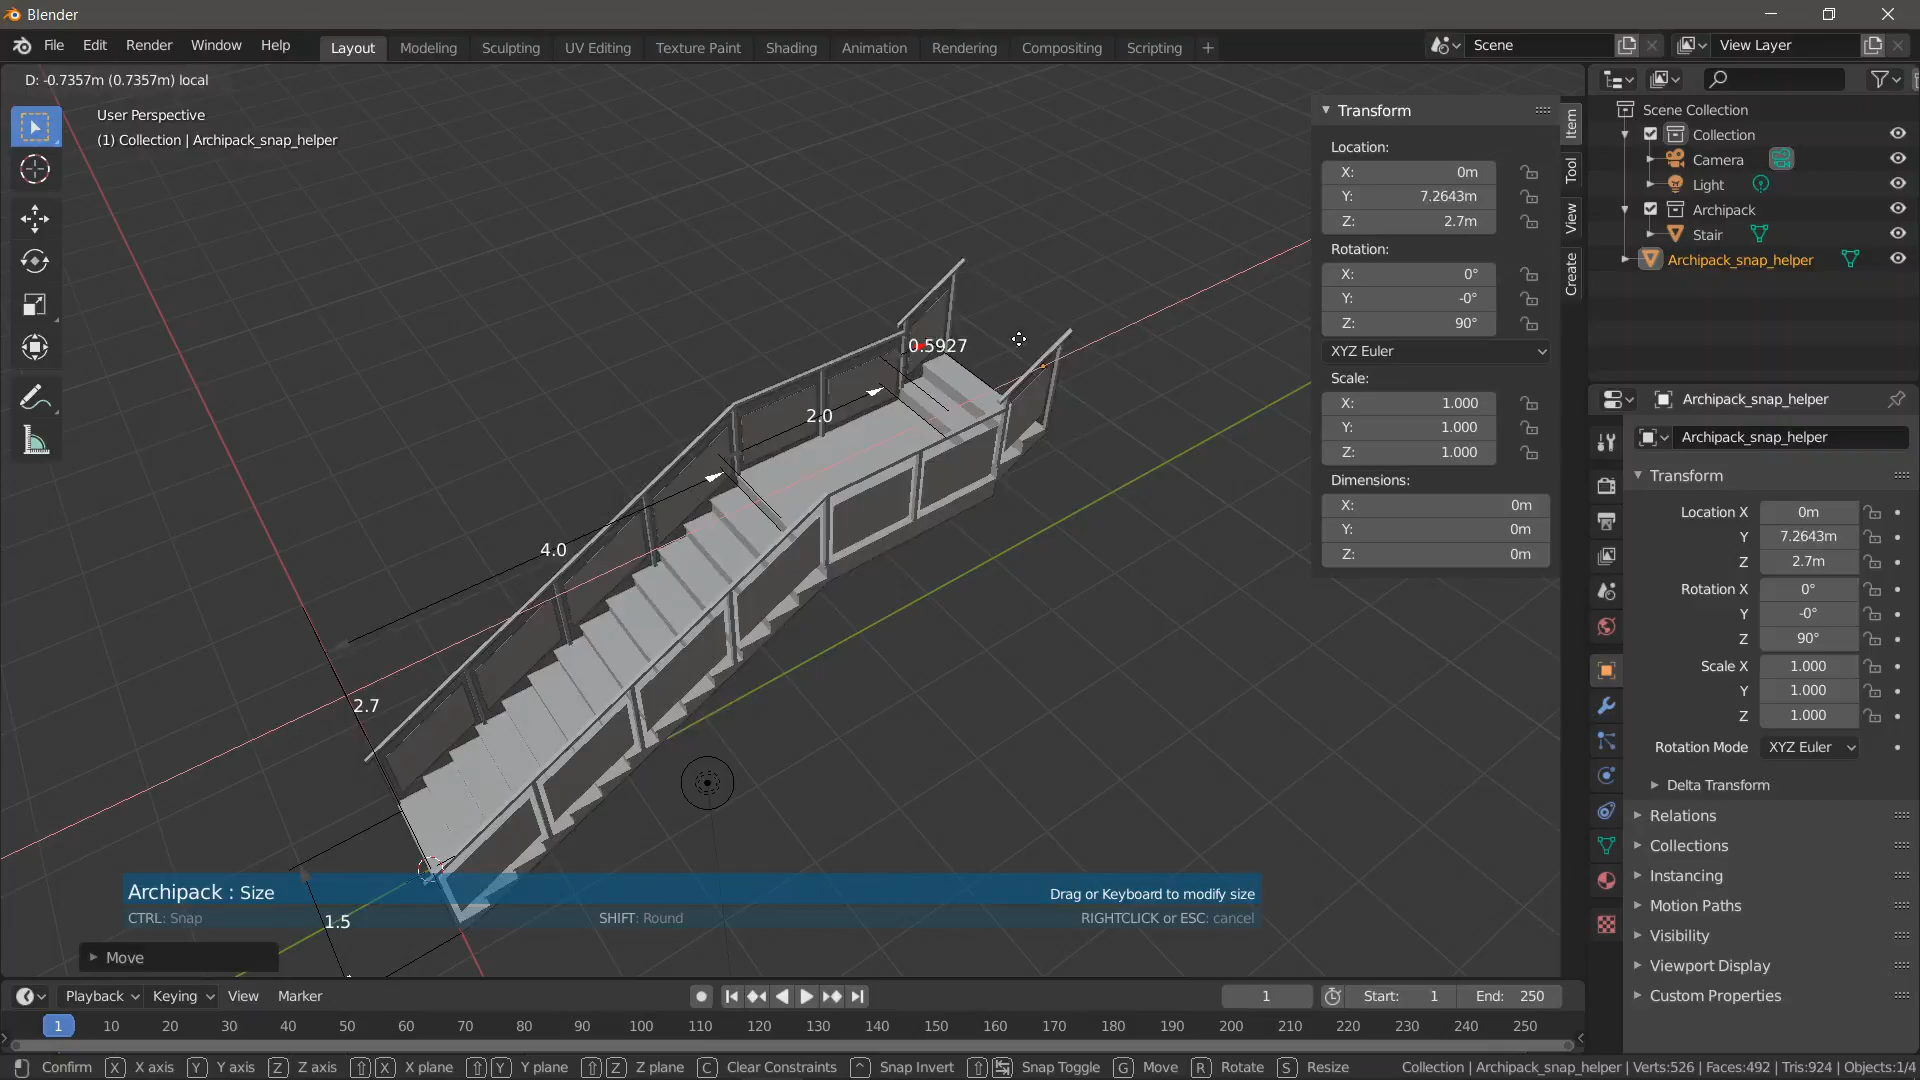 Blender
File Edit Render Window Help
Layout Modeling Sculpting UV Editing Texture Paint Shading Animation Rendering Compositing Scripting +
Scene
View Layer
D: -0.7357m (0.7357m) local
User Perspective
(1) Collection | Archipack_snap_helper
Transform
Location:
X: 0m
Y: 7.2643m
Z: 2.7m
Rotation:
X: 0°
Y: -0°
Z: 90°
XYZ Euler
Scale:
X: 1.000
Y: 1.000
Z: 1.000
Dimensions:
X: 0m
Y: 0m
Z: 0m
Item
Tool
View
Create
Scene Collection
Collection
Camera
Light
Archipack
Stair
Archipack_snap_helper
Archipack_snap_helper
Archipack_snap_helper
Transform
Location X 0m
Y 7.2643m
Z 2.7m
Rotation X 0°
Y -0°
Z 90°
Scale X 1.000
Y 1.000
Z 1.000
Rotation Mode XYZ Euler
Delta Transform
Relations
Collections
Instancing
Motion Paths
Visibility
Viewport Display
Custom Properties
0.5927
2.0
4.0
2.7
1.5
Archipack : Size
Drag or Keyboard to modify size
CTRL: Snap
SHIFT: Round
RIGHTCLICK or ESC: cancel
Move
Playback Keying View Marker
1
Start: 1
End: 250
1 10 20 30 40 50 60 70 80 90 100 110 120 130 140 150 160 170 180 190 200 210 220 230 240 250
Confirm X X axis Y Y axis Z Z axis X X plane Y Y plane Z Z plane C Clear Constraints ^ Snap Invert Snap Toggle G Move R Rotate S Resize
Collection | Archipack_snap_helper | Verts:526 | Faces:492 | Tris:924 | Objects:1/4